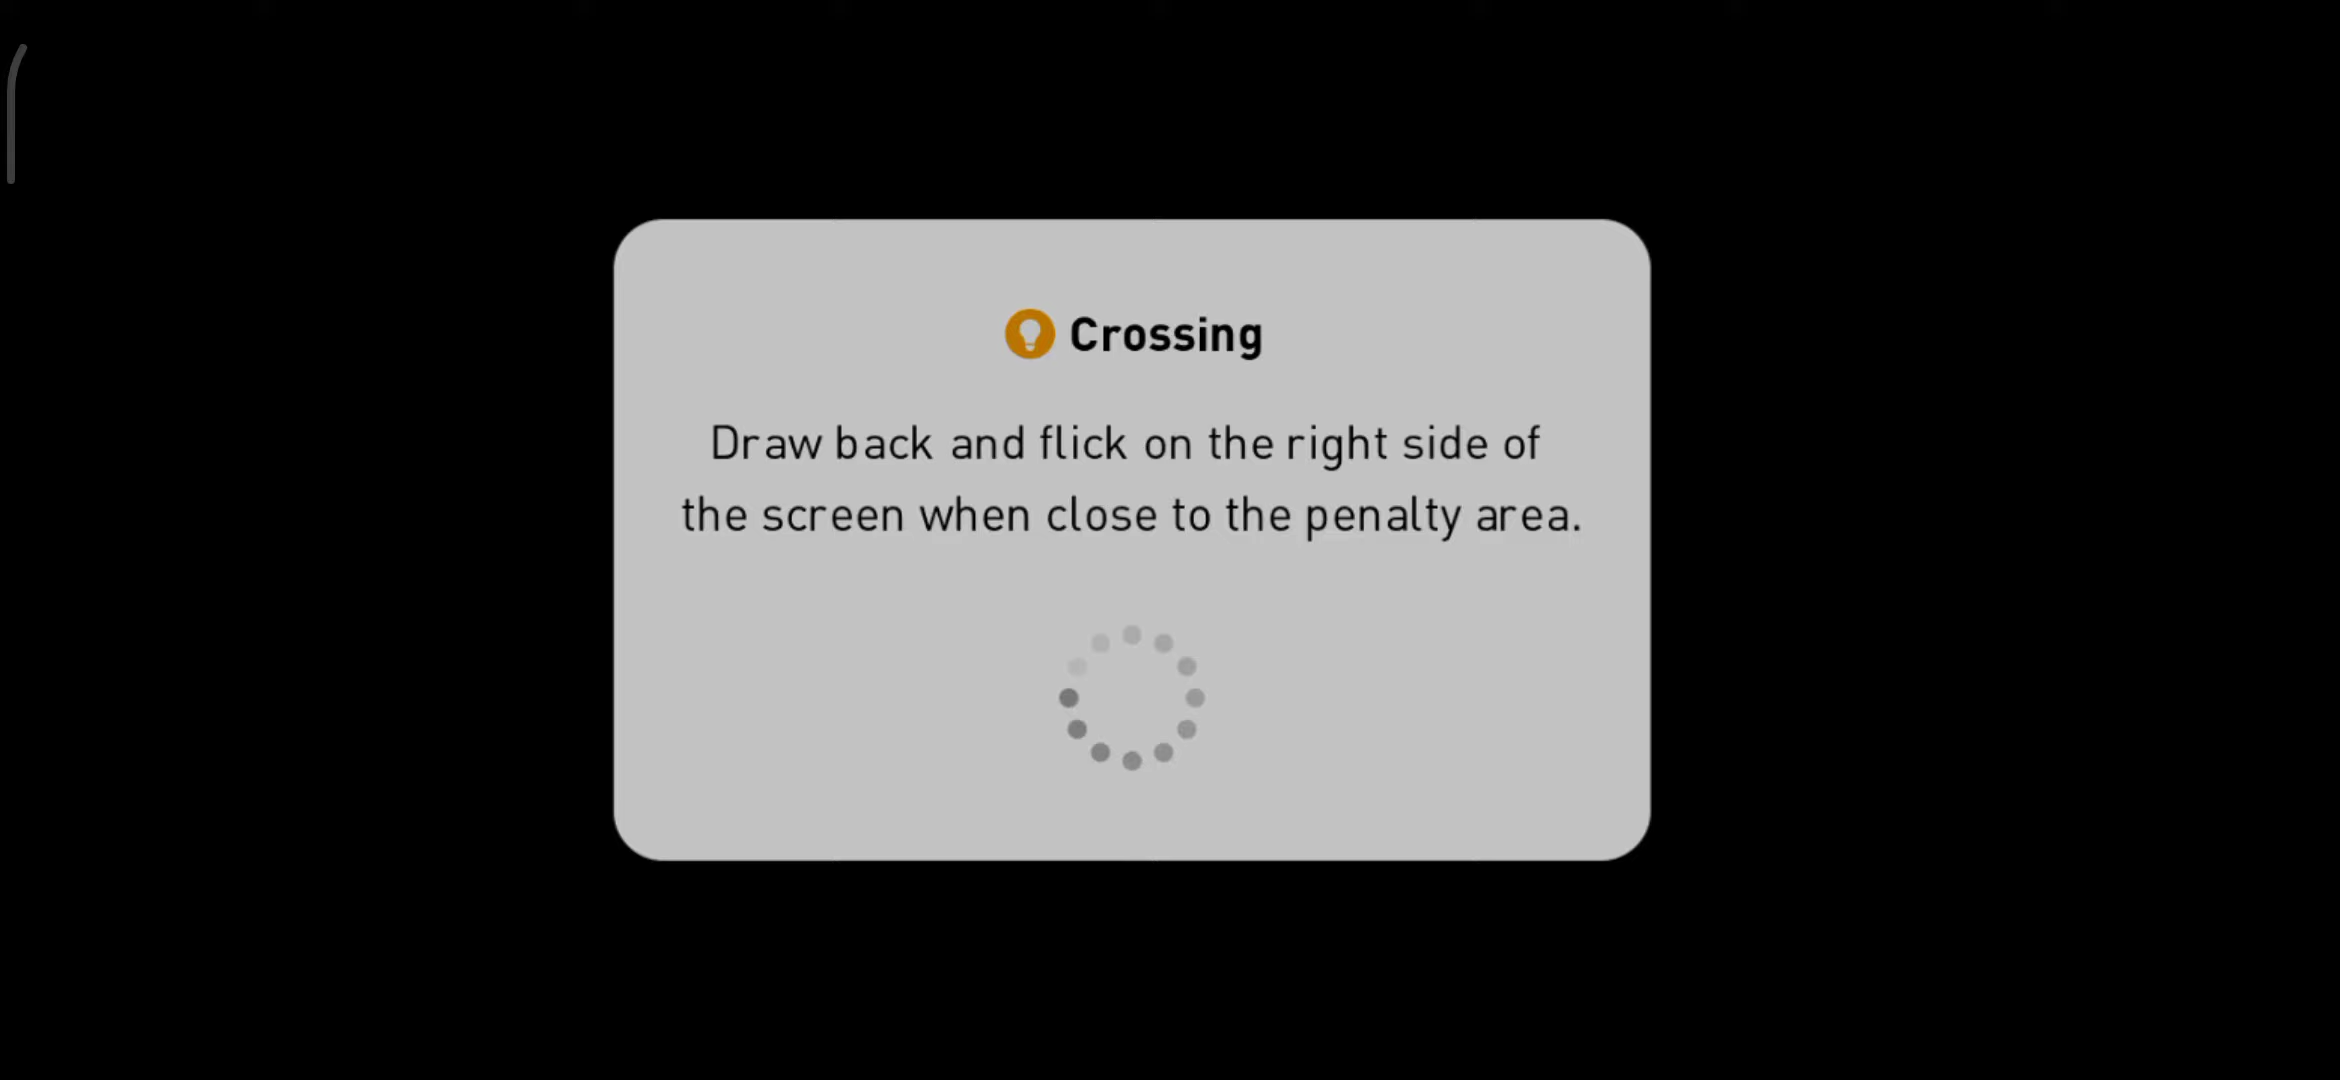 Crossing
Draw back and flick on the right side of
the screen when close to the penalty area.